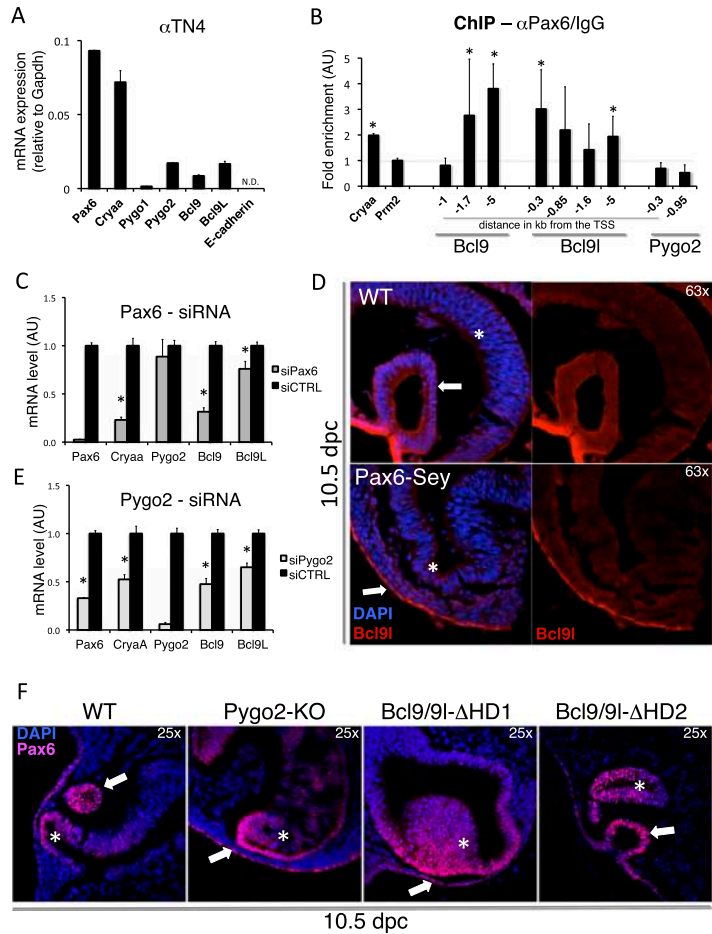 A
αTN4
mRNA expression
(relative to Gapdh)
0.1
0.05
0
N.D.
Pax6
Cryaa
Pygo1
Pygo2
Bcl9
Bcl9L
E-cadherin
B
ChIP – αPax6/IgG
Fold enrichment (AU)
5
4
3
2
1
0
*
*
*
*
*
Cryaa
Prm2
-1
-1.7
-5
-0.3
-0.85
-1.6
-5
-0.3
-0.95
distance in kb from the TSS
Bcl9
Bcl9l
Pygo2
C
Pax6 - siRNA
mRNA level (AU)
1.0
0.5
0.0
*
*
*
siPax6
siCTRL
Pax6
Cryaa
Pygo2
Bcl9
Bcl9L
E
Pygo2 - siRNA
mRNA level (AU)
1.0
0.5
0.0
*
*
*
*
siPygo2
siCTRL
Pax6
CryaA
Pygo2
Bcl9
Bcl9L
D
10.5 dpc
WT
*
63x
Pax6-Sey
63x
*
DAPI
Bcl9l
Bcl9l
F
WT
Pygo2-KO
Bcl9/9l-ΔHD1
Bcl9/9l-ΔHD2
DAPI
Pax6
25x
25x
25x
25x
*
*
*
*
10.5 dpc